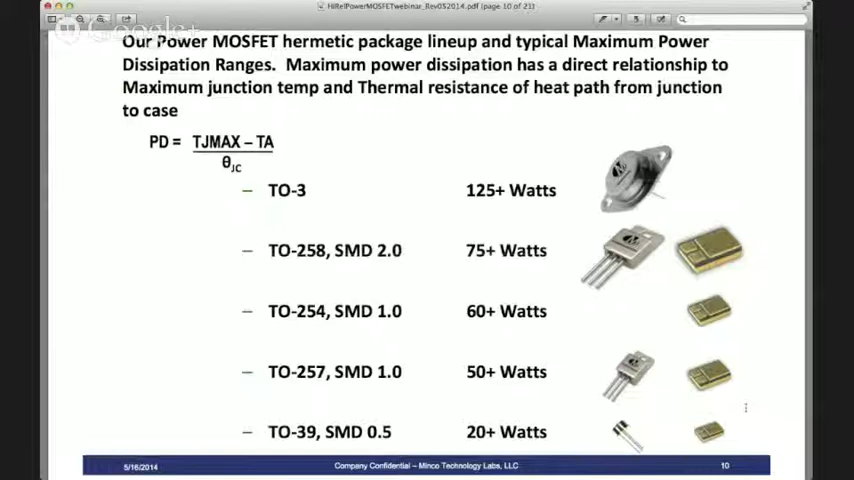 HiRelPowerMOSFETwebinar_Rev052014.pdf (page 10 of 21)
Google+
Our Power MOSFET hermetic package lineup and typical Maximum Power
Dissipation Ranges. Maximum power dissipation has a direct relationship to
Maximum junction temp and Thermal resistance of heat path from junction
to case
PD = TJMAX – TA
θJC
– TO-3 125+ Watts
– TO-258, SMD 2.0 75+ Watts
– TO-254, SMD 1.0 60+ Watts
– TO-257, SMD 1.0 50+ Watts
– TO-39, SMD 0.5 20+ Watts
5/16/2014 Company Confidential – Minco Technology Labs, LLC 10